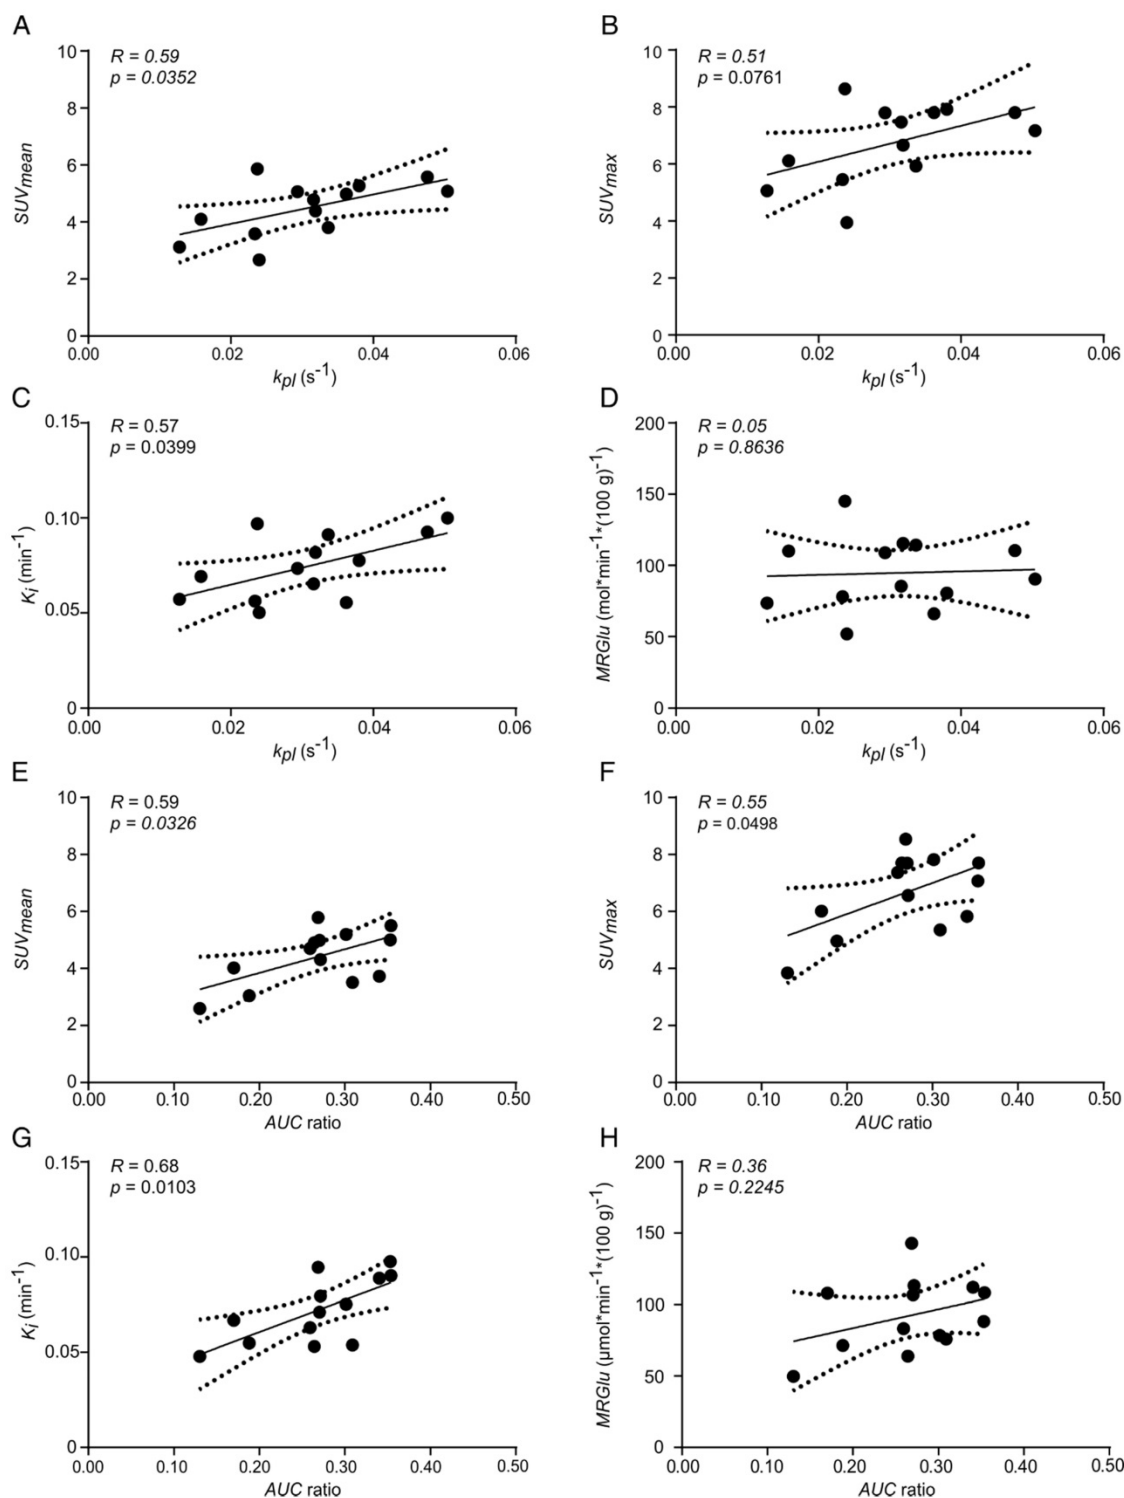 A
R = 0.59
p = 0.0352
10
8
6
4
2
0
SUVmean
0.00
0.02
0.04
0.06
kpl (s-1)
B
R = 0.51
p = 0.0761
10
8
6
4
2
0
SUVmax
0.00
0.02
0.04
0.06
kpl (s-1)
C
R = 0.57
p = 0.0399
0.15
0.10
0.05
0
Ki (min-1)
0.00
0.02
0.04
0.06
kpl (s-1)
D
R = 0.05
p = 0.8636
200
150
100
50
0
MRGlu (mol*min-1*(100 g)-1)
0.00
0.02
0.04
0.06
kpl (s-1)
E
R = 0.59
p = 0.0326
10
8
6
4
2
0
SUVmean
0.00
0.10
0.20
0.30
0.40
0.50
AUC ratio
F
R = 0.55
p = 0.0498
10
8
6
4
2
0
SUVmax
0.00
0.10
0.20
0.30
0.40
0.50
AUC ratio
G
R = 0.68
p = 0.0103
0.15
0.10
0.05
0
Ki (min-1)
0.00
0.10
0.20
0.30
0.40
0.50
AUC ratio
H
R = 0.36
p = 0.2245
200
150
100
50
0
MRGlu (μmol*min-1*(100 g)-1)
0.00
0.10
0.20
0.30
0.40
0.50
AUC ratio